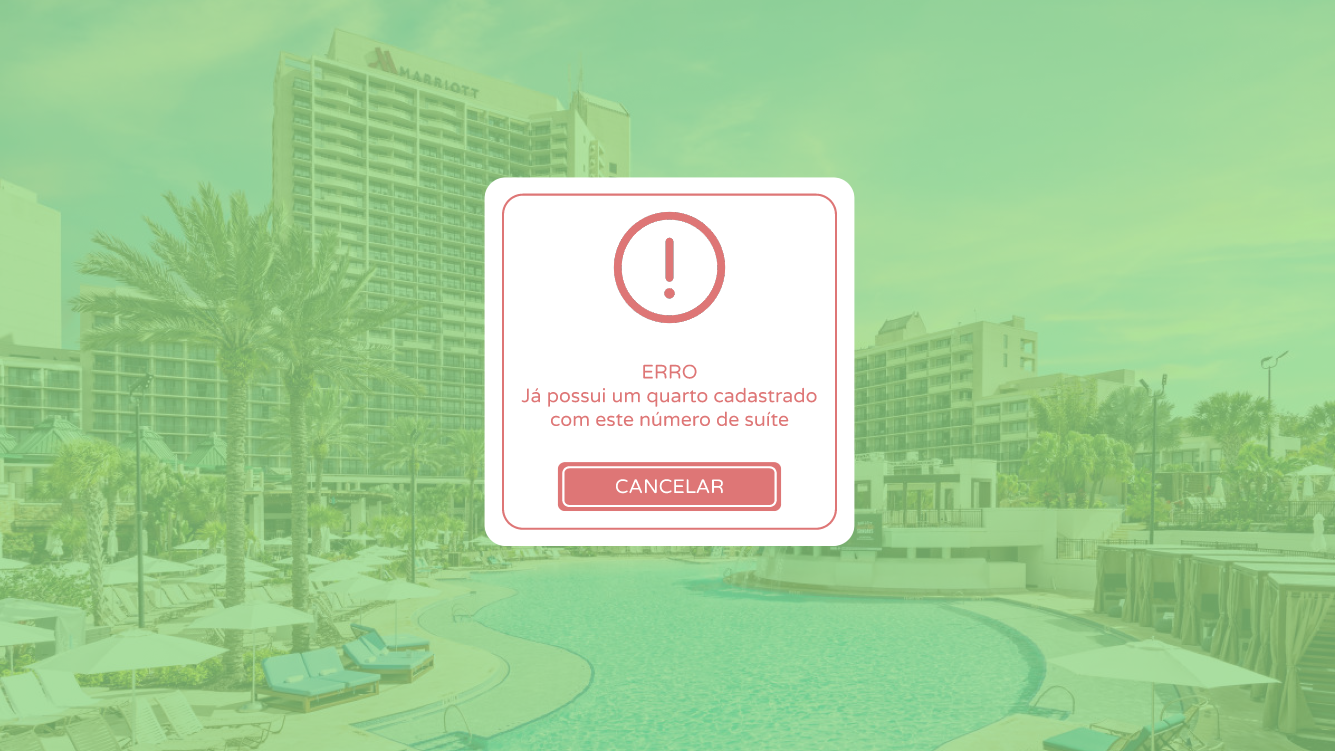 MARRIOTT
ERRO
Já possui um quarto cadastrado
com este número de suíte
CANCELAR